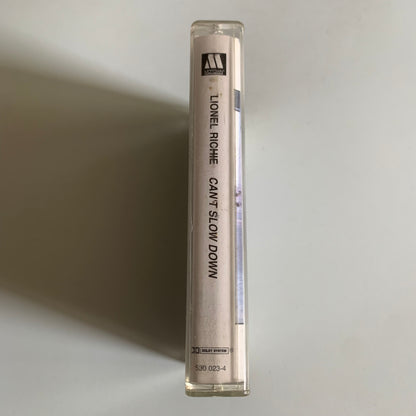 LIONEL RICHIE CAN'T SLOW DOWN
DOLBY SYSTEM
530 023-4